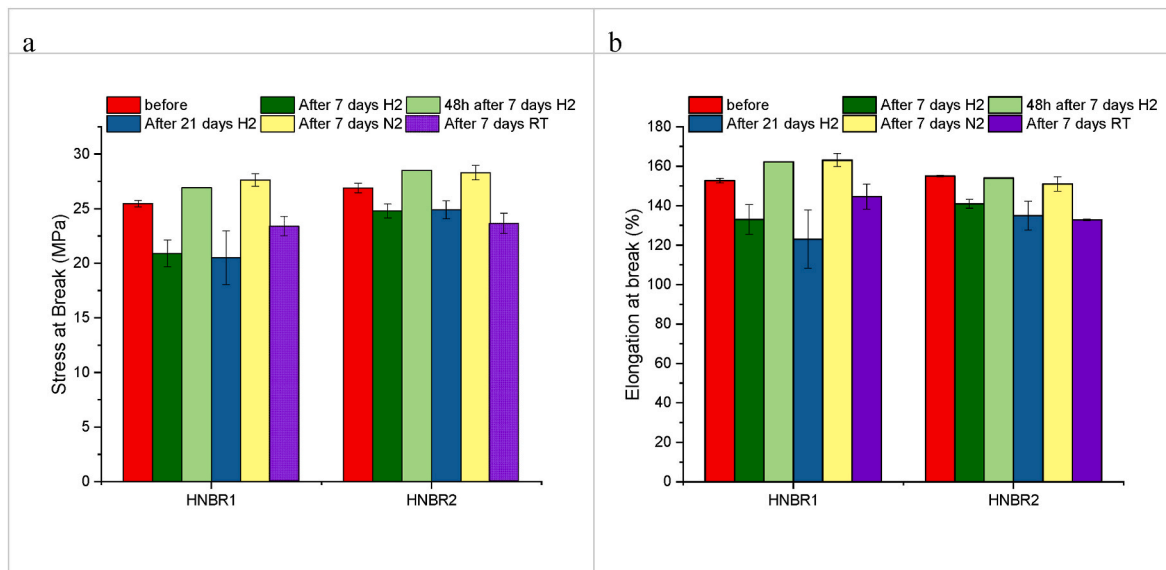 a
before After 7 days H2 48h after 7 days H2
After 21 days H2 After 7 days N2 After 7 days RT
Stress at Break (MPa)
30
25
20
15
10
5
0
HNBR1 HNBR2
b
before After 7 days H2 48h after 7 days H2
After 21 days H2 After 7 days N2 After 7 days RT
Elongation at break (%)
180
160
140
120
100
80
60
40
20
0
HNBR1 HNBR2